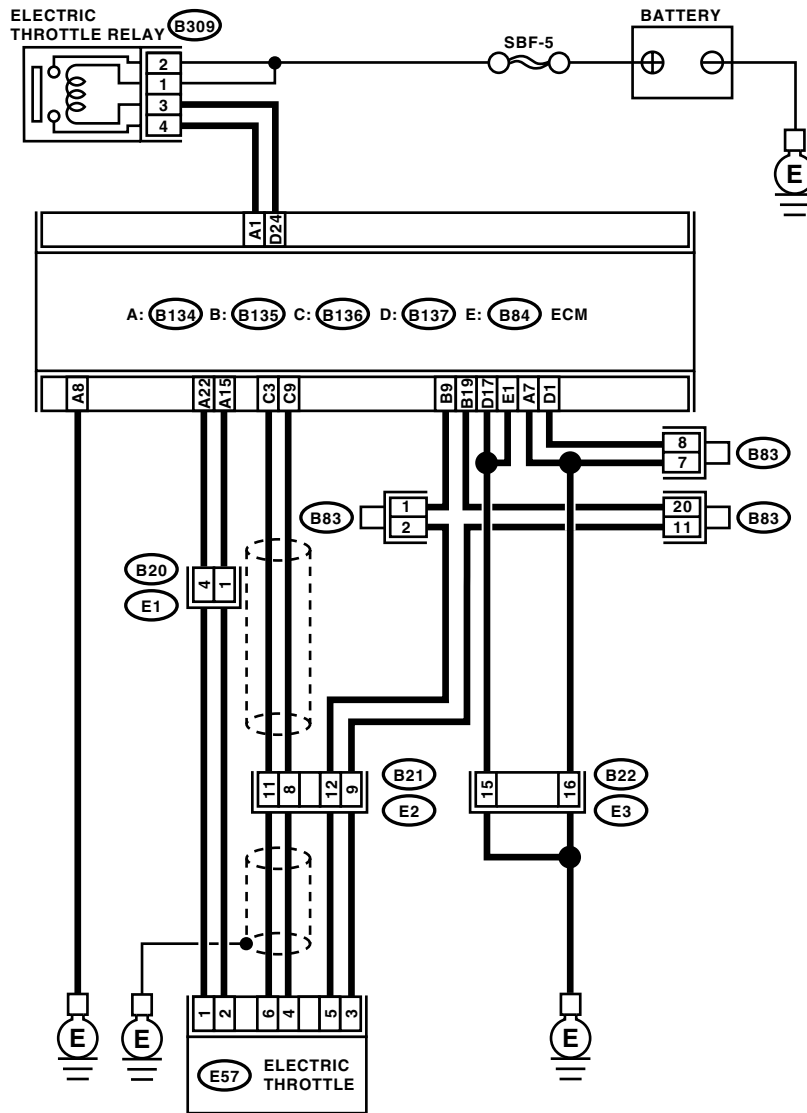 ELECTRIC
THROTTLE RELAY B309
BATTERY
SBF-5
2
1
3
4
E
A1 D24
A: B134 B: B135 C: B136 D: B137 E: B84 ECM
A8 A22 A15 C3 C9 B9 B19 D17 E1 A7 D1
8
7
B83
B83
1
2
20
11
B83
B20
E1
4 1
11 8 12 9
B21
E2
15 16
B22
E3
E
E
E
1 2 6 4 5 3
E57 ELECTRIC
THROTTLE